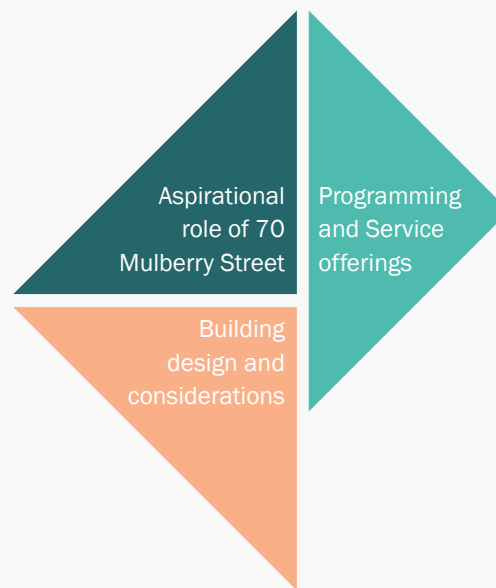 Aspirational
role of 70
Mulberry Street
Programming
and Service
offerings
Building
design and
considerations